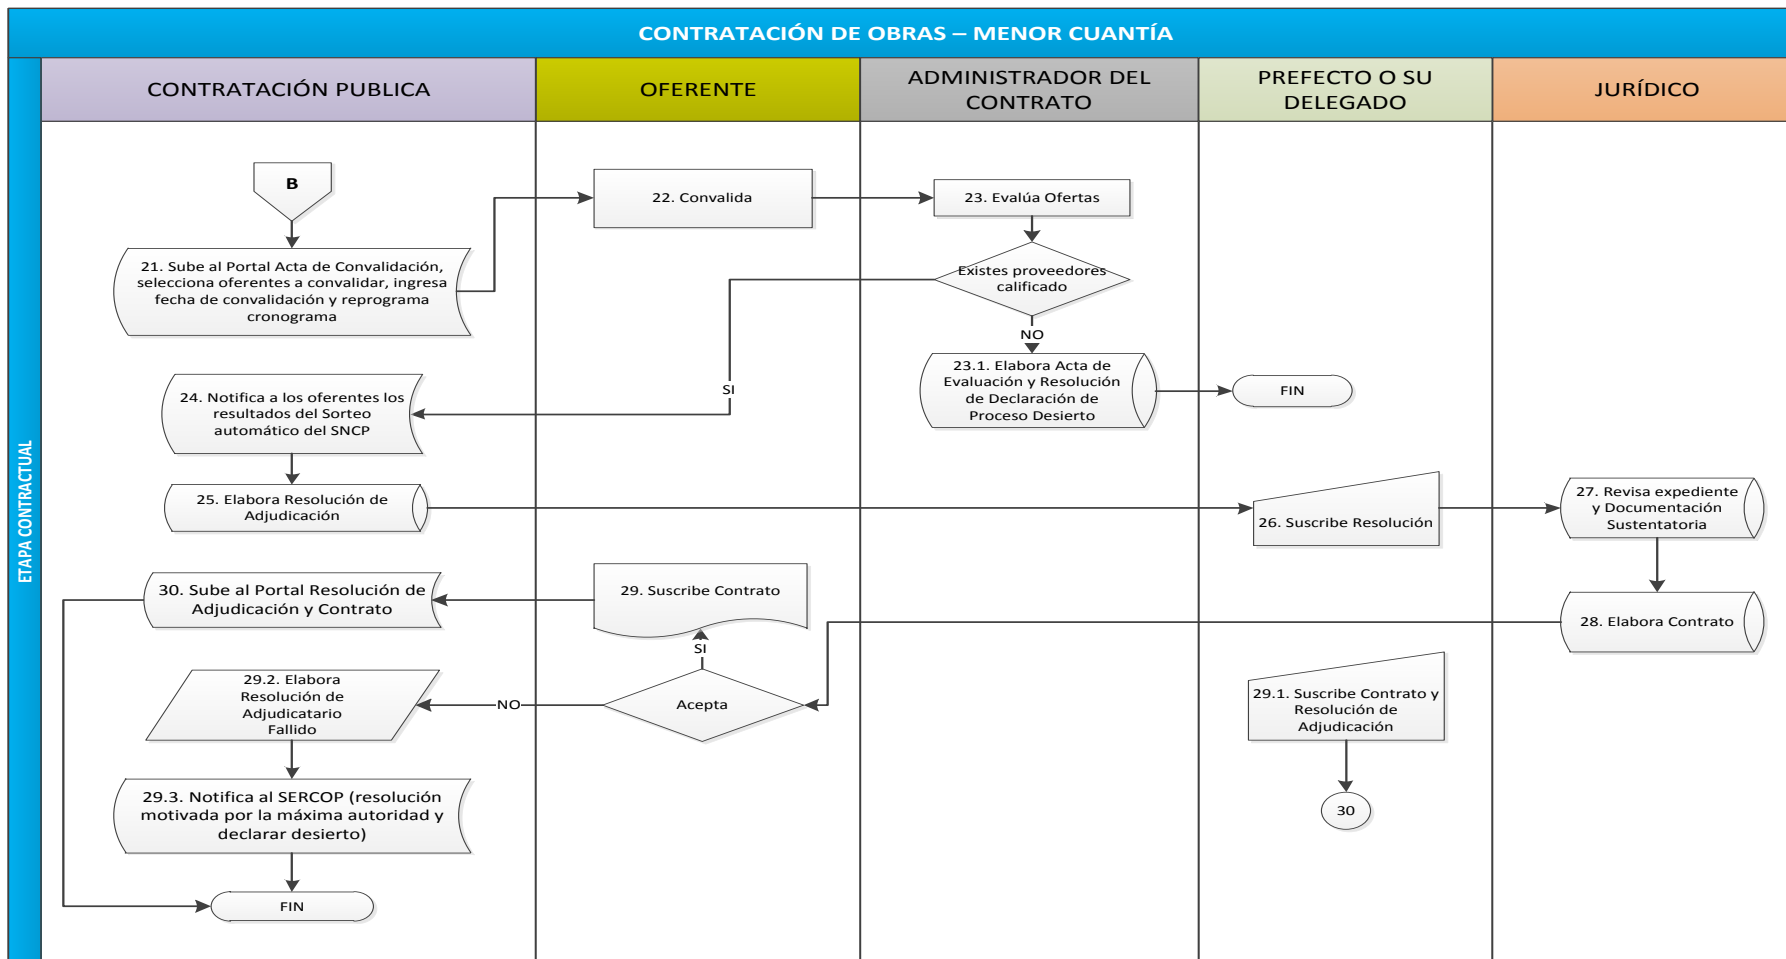 CONTRATACIÓN DE OBRAS – MENOR CUANTÍA
ETAPA CONTRACTUAL
CONTRATACIÓN PUBLICA
OFERENTE
ADMINISTRADOR DEL
CONTRATO
PREFECTO O SU
DELEGADO
JURÍDICO
B
21. Sube al Portal Acta de Convalidación,
selecciona oferentes a convalidar, ingresa
fecha de convalidación y reprograma
cronograma
22. Convalida
23. Evalúa Ofertas
Existes proveedores
calificado
NO
SI
23.1. Elabora Acta de
Evaluación y Resolución
de Declaración de
Proceso Desierto
FIN
24. Notifica a los oferentes los
resultados del Sorteo
automático del SNCP
25. Elabora Resolución de
Adjudicación
26. Suscribe Resolución
27. Revisa expediente
y Documentación
Sustentatoria
28. Elabora Contrato
29. Suscribe Contrato
30. Sube al Portal Resolución de
Adjudicación y Contrato
SI
Acepta
NO
29.1. Suscribe Contrato y
Resolución de
Adjudicación
30
29.2. Elabora
Resolución de
Adjudicatario
Fallido
29.3. Notifica al SERCOP (resolución
motivada por la máxima autoridad y
declarar desierto)
FIN